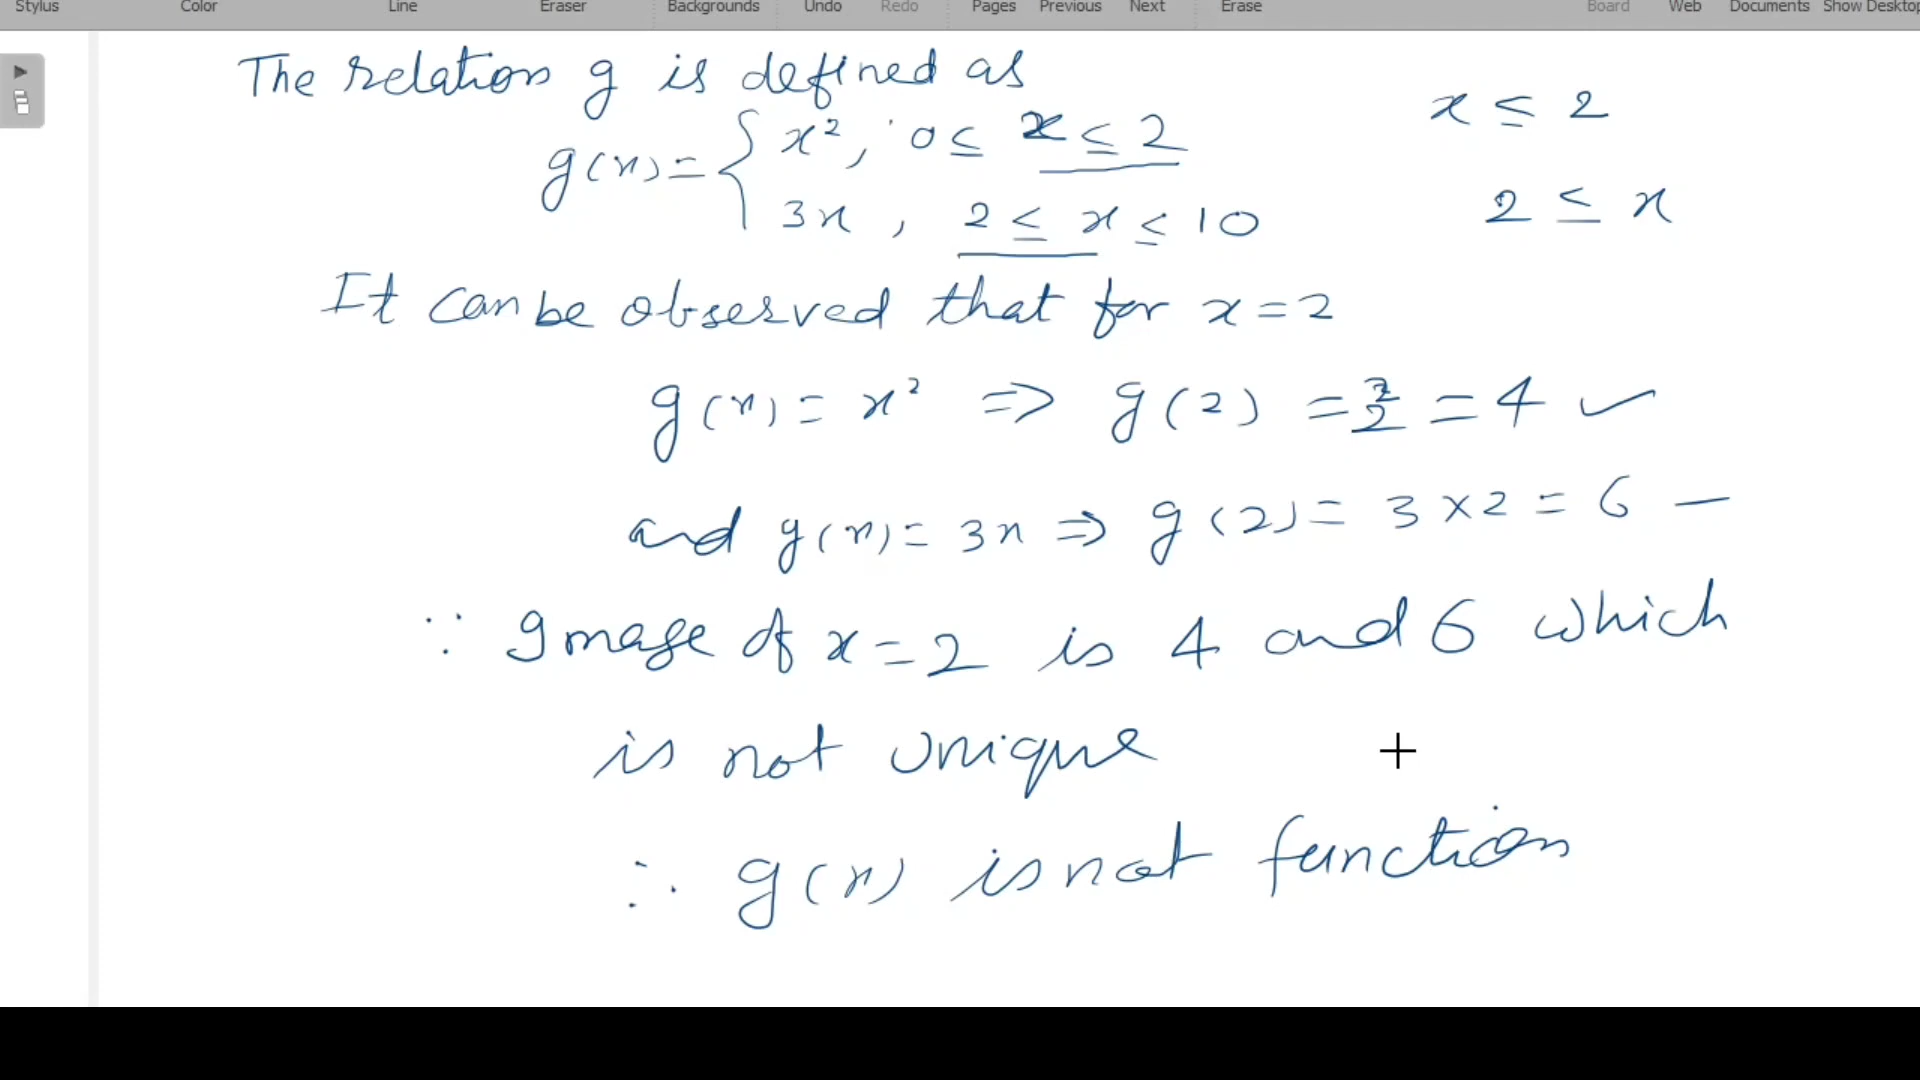 Stylus Color Line Eraser Backgrounds Undo Redo Pages Previous Next Erase Board Web Documents Show Desktop
The relation g is defined as
g(x) = { x², 0 ≤ x ≤ 2
3x , 2 ≤ x ≤ 10
x ≤ 2
2 ≤ x
It can be observed that for x = 2
g(x) = x² ⇒ g(2) = 2² = 4 ✓
and g(x) = 3x ⇒ g(2) = 3 × 2 = 6 –
∵ Image of x = 2 is 4 and 6 which
is not unique
∴ g(x) is not function